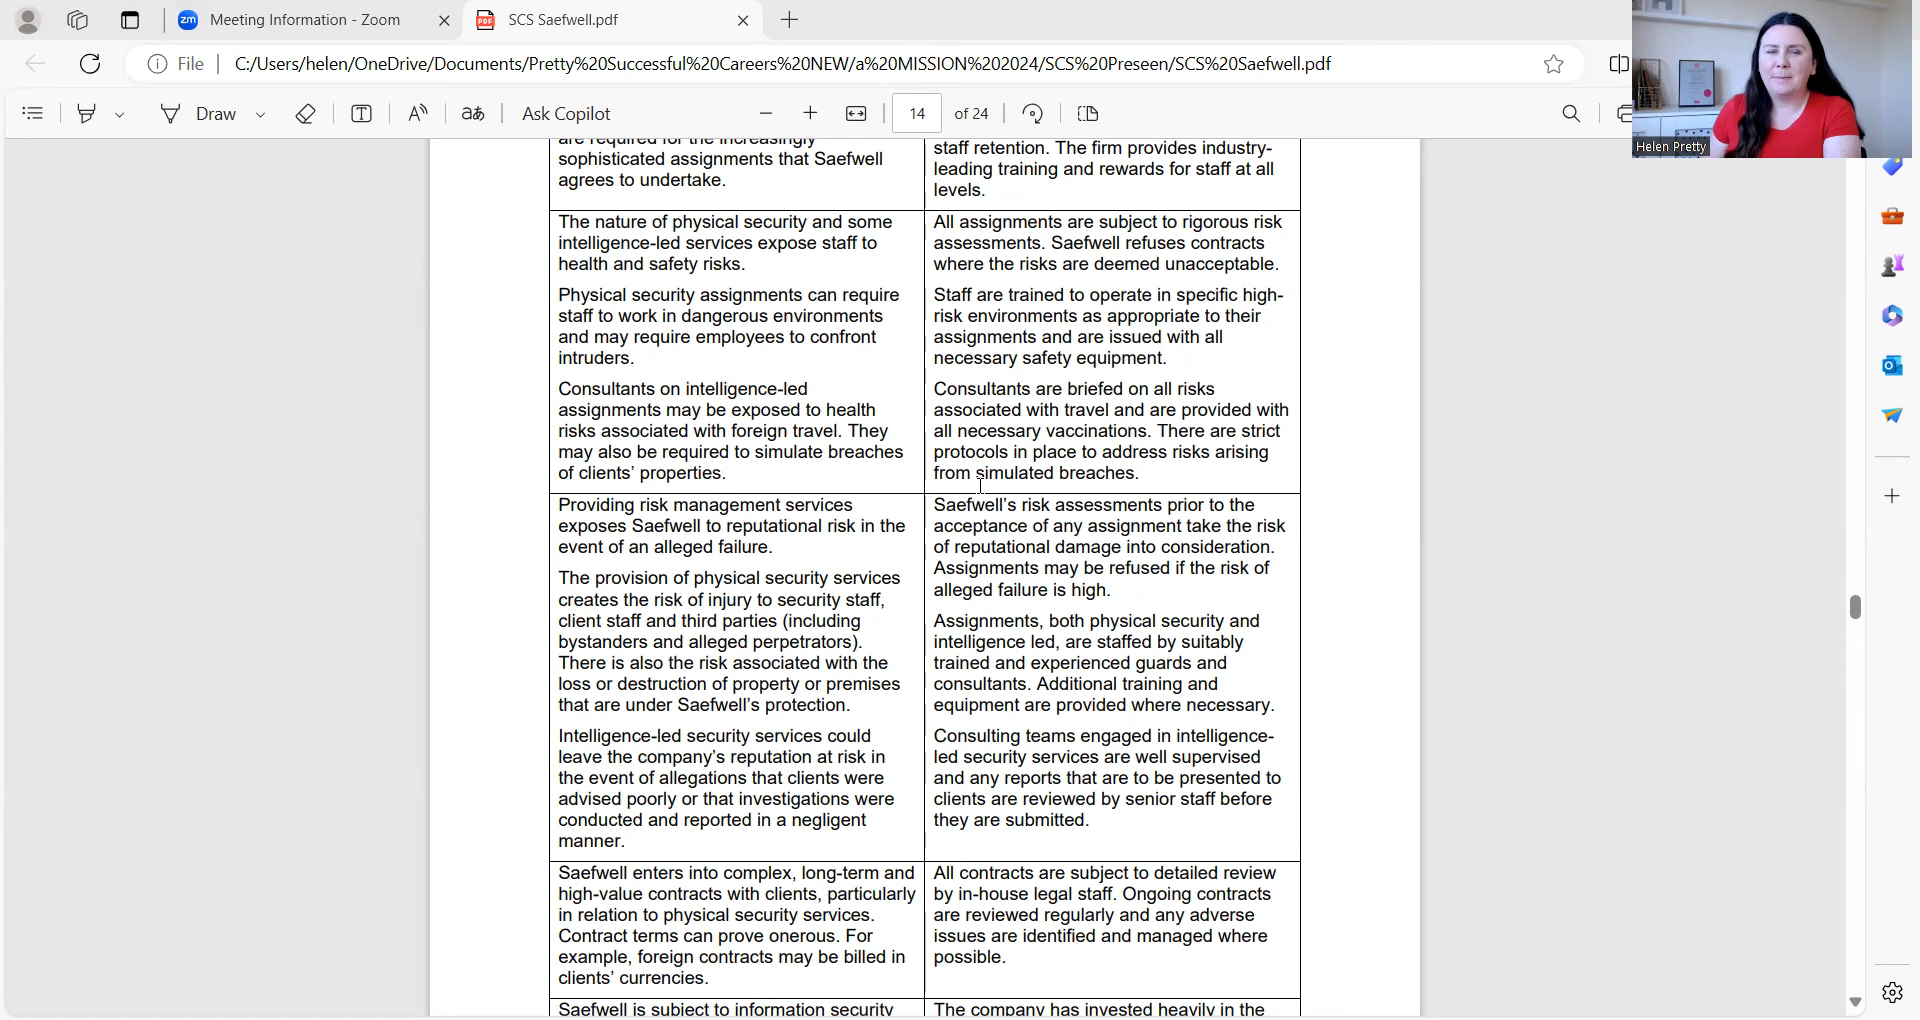 zm Meeting Information - Zoom
PDF SCS Saefwell.pdf
File C:/Users/helen/OneDrive/Documents/Pretty%20Successful%20Careers%20NEW/a%20MISSION%202024/SCS%20Preseen/SCS%20Saefwell.pdf
Draw
aあ
Ask Copilot
14 of 24
Helen Pretty
are required for the increasingly
sophisticated assignments that Saefwell
agrees to undertake.
staff retention. The firm provides industry-
leading training and rewards for staff at all
levels.
The nature of physical security and some
intelligence-led services expose staff to
health and safety risks.
Physical security assignments can require
staff to work in dangerous environments
and may require employees to confront
intruders.
Consultants on intelligence-led
assignments may be exposed to health
risks associated with foreign travel. They
may also be required to simulate breaches
of clients' properties.
All assignments are subject to rigorous risk
assessments. Saefwell refuses contracts
where the risks are deemed unacceptable.
Staff are trained to operate in specific high-
risk environments as appropriate to their
assignments and are issued with all
necessary safety equipment.
Consultants are briefed on all risks
associated with travel and are provided with
all necessary vaccinations. There are strict
protocols in place to address risks arising
from simulated breaches.
Providing risk management services
exposes Saefwell to reputational risk in the
event of an alleged failure.
The provision of physical security services
creates the risk of injury to security staff,
client staff and third parties (including
bystanders and alleged perpetrators).
There is also the risk associated with the
loss or destruction of property or premises
that are under Saefwell's protection.
Intelligence-led security services could
leave the company's reputation at risk in
the event of allegations that clients were
advised poorly or that investigations were
conducted and reported in a negligent
manner.
Saefwell's risk assessments prior to the
acceptance of any assignment take the risk
of reputational damage into consideration.
Assignments may be refused if the risk of
alleged failure is high.
Assignments, both physical security and
intelligence led, are staffed by suitably
trained and experienced guards and
consultants. Additional training and
equipment are provided where necessary.
Consulting teams engaged in intelligence-
led security services are well supervised
and any reports that are to be presented to
clients are reviewed by senior staff before
they are submitted.
Saefwell enters into complex, long-term and
high-value contracts with clients, particularly
in relation to physical security services.
Contract terms can prove onerous. For
example, foreign contracts may be billed in
clients' currencies.
All contracts are subject to detailed review
by in-house legal staff. Ongoing contracts
are reviewed regularly and any adverse
issues are identified and managed where
possible.
Saefwell is subject to information security
The company has invested heavily in the